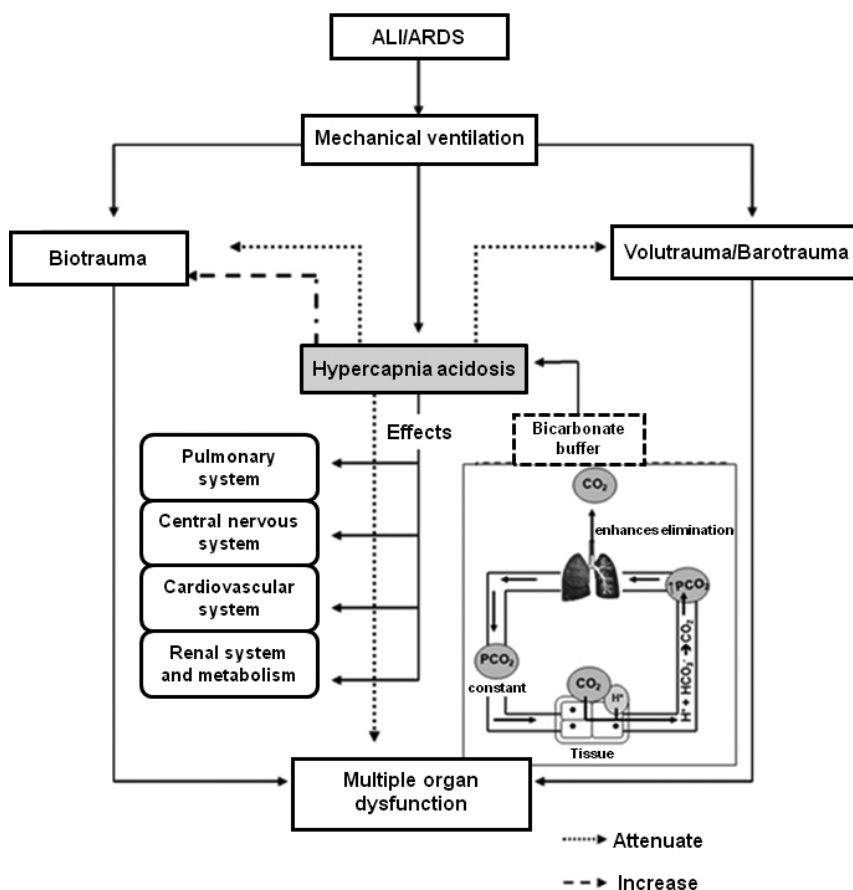 ALI/ARDS
Mechanical ventilation
Biotrauma
Volutrauma/Barotrauma
Hypercapnia acidosis
Effects
Bicarbonate
buffer
Pulmonary
system
Central nervous
system
Cardiovascular
system
Renal system
and metabolism
CO₂
enhances elimination
↑PCO₂
PCO₂
constant
CO₂
H⁺
H⁺ + HCO₃⁻ → CO₂
Tissue
Multiple organ
dysfunction
Attenuate
Increase